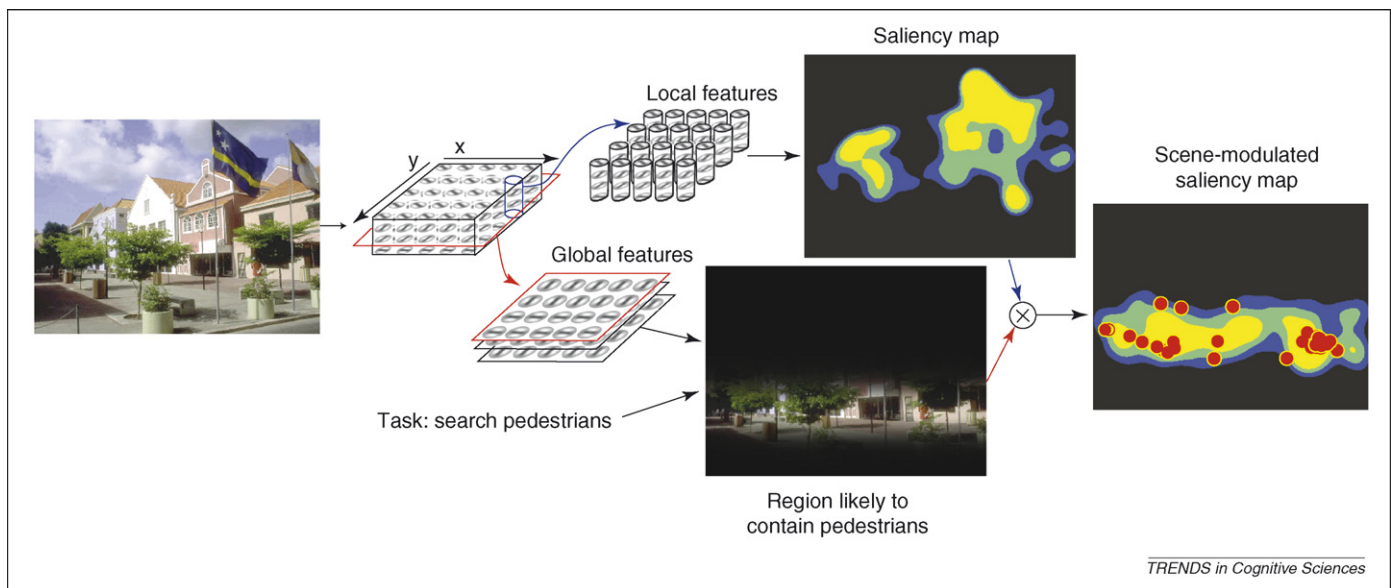 Saliency map
Local features
x
y
Scene-modulated
saliency map
Global features
Task: search pedestrians
Region likely to
contain pedestrians
TRENDS in Cognitive Sciences